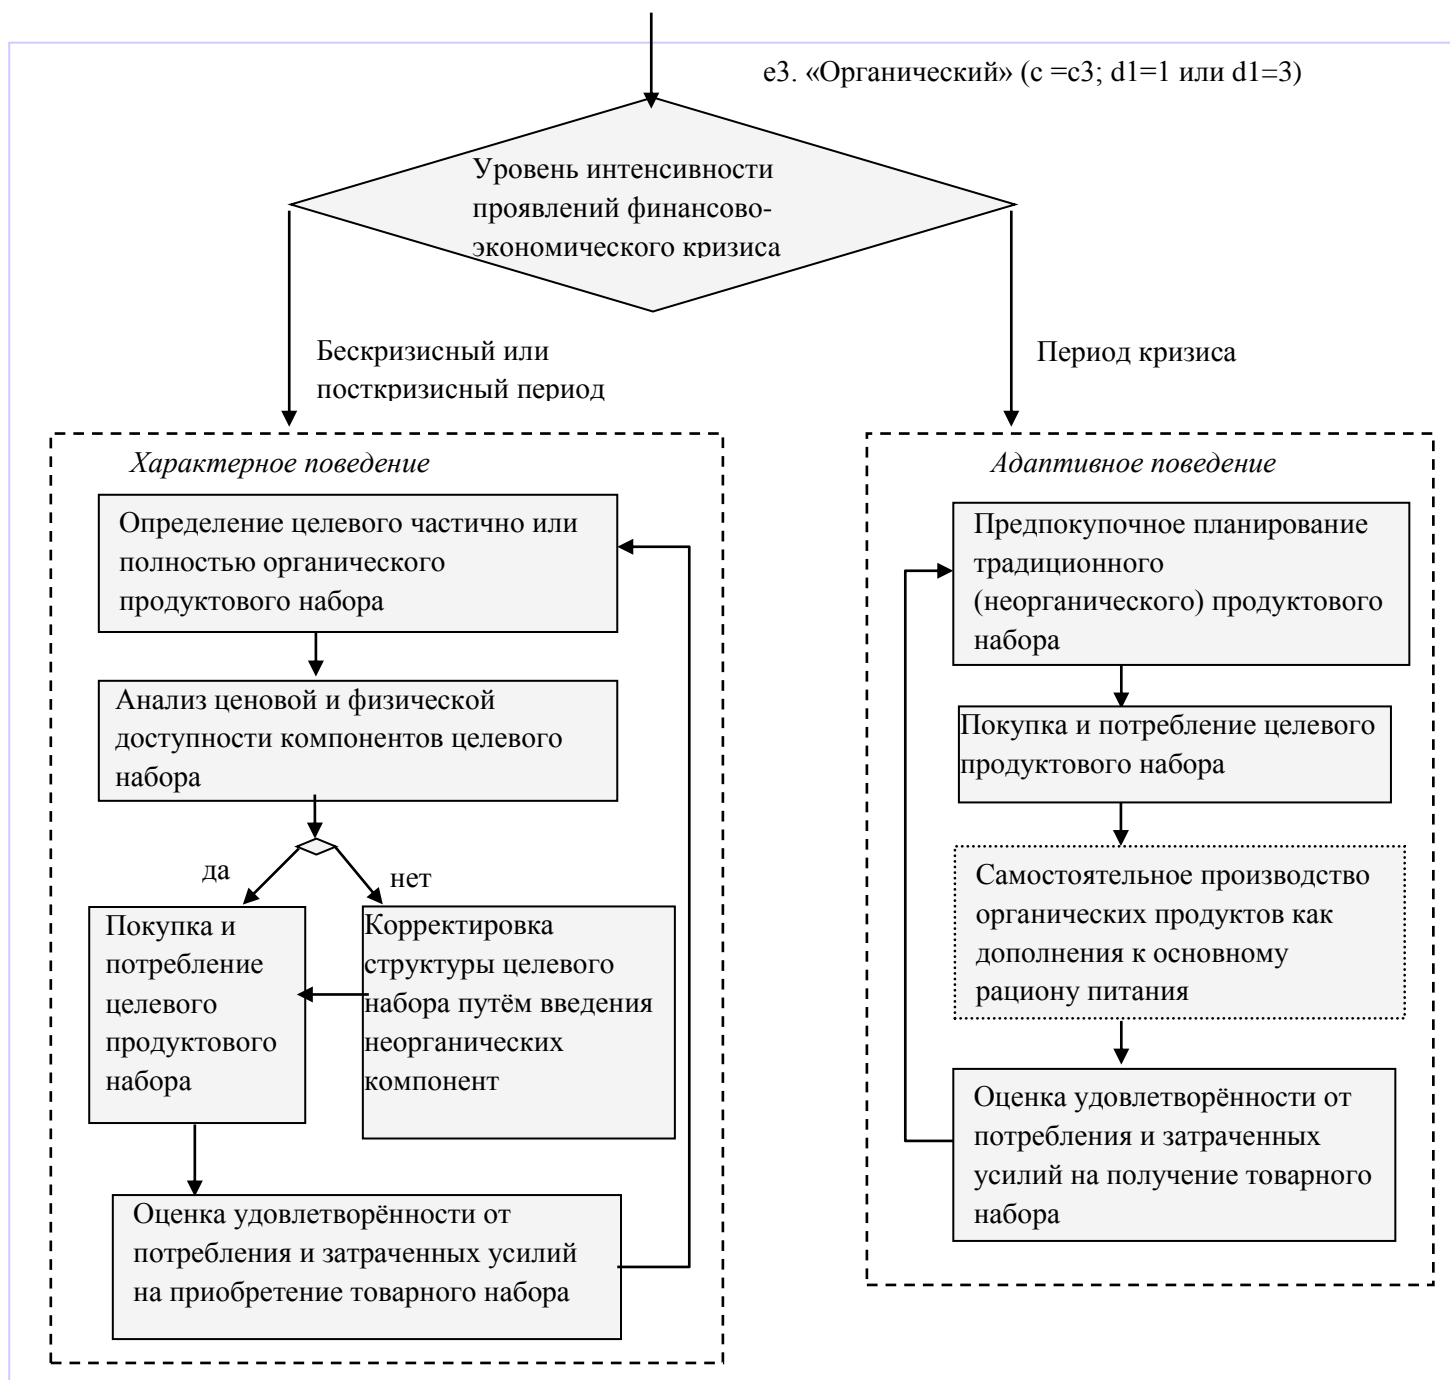 е3. «Органический» (с =с3; d1=1 или d1=3)
Уровень интенсивности
проявлений финансово-
экономического кризиса
Бескризисный или
посткризисный период
Период кризиса
Характерное поведение
Определение целевого частично или
полностью органического
продуктового набора
Анализ ценовой и физической
доступности компонентов целевого
набора
да
нет
Покупка и
потребление
целевого
продуктового
набора
Корректировка
структуры целевого
набора путём введения
неорганических
компонент
Оценка удовлетворённости от
потребления и затраченных усилий
на приобретение товарного набора
Адаптивное поведение
Предпокупочное планирование
традиционного
(неорганического) продуктового
набора
Покупка и потребление целевого
продуктового набора
Самостоятельное производство
органических продуктов как
дополнения к основному
рациону питания
Оценка удовлетворённости от
потребления и затраченных
усилий на получение товарного
набора